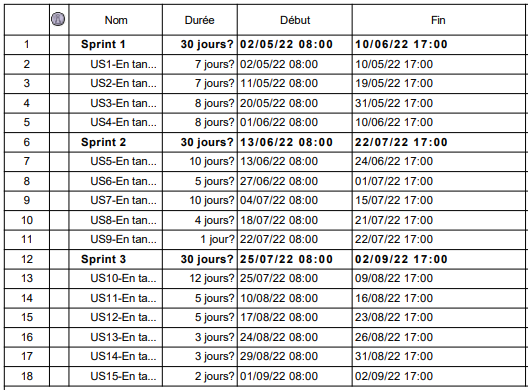 Nom Durée Début Fin
1 Sprint 1 30 jours? 02/05/22 08:00 10/06/22 17:00
2 US1-En tan... 7 jours? 02/05/22 08:00 10/05/22 17:00
3 US2-En tan... 7 jours? 11/05/22 08:00 19/05/22 17:00
4 US3-En tan... 8 jours? 20/05/22 08:00 31/05/22 17:00
5 US4-En tan... 8 jours? 01/06/22 08:00 10/06/22 17:00
6 Sprint 2 30 jours? 13/06/22 08:00 22/07/22 17:00
7 US5-En tan... 10 jours? 13/06/22 08:00 24/06/22 17:00
8 US6-En tan... 5 jours? 27/06/22 08:00 01/07/22 17:00
9 US7-En tan... 10 jours? 04/07/22 08:00 15/07/22 17:00
10 US8-En tan... 4 jours? 18/07/22 08:00 21/07/22 17:00
11 US9-En tan... 1 jour? 22/07/22 08:00 22/07/22 17:00
12 Sprint 3 30 jours? 25/07/22 08:00 02/09/22 17:00
13 US10-En ta... 12 jours? 25/07/22 08:00 09/08/22 17:00
14 US11-En ta... 5 jours? 10/08/22 08:00 16/08/22 17:00
15 US12-En ta... 5 jours? 17/08/22 08:00 23/08/22 17:00
16 US13-En ta... 3 jours? 24/08/22 08:00 26/08/22 17:00
17 US14-En ta... 3 jours? 29/08/22 08:00 31/08/22 17:00
18 US15-En ta... 2 jours? 01/09/22 08:00 02/09/22 17:00